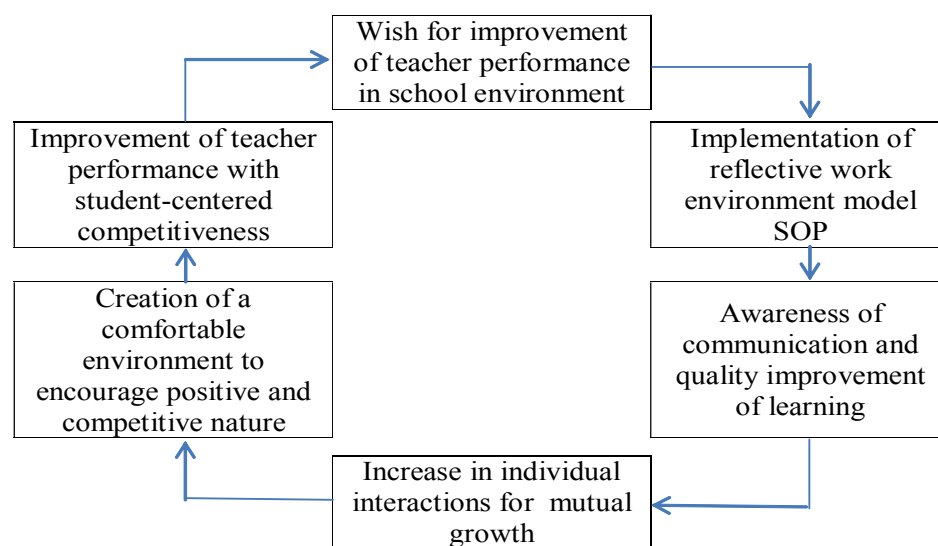 Wish for improvement
of teacher performance
in school environment
Implementation of
reflective work
environment model
SOP
Awareness of
communication and
quality improvement
of learning
Increase in individual
interactions for mutual
growth
Creation of a
comfortable
environment to
encourage positive and
competitive nature
Improvement of teacher
performance with
student-centered
competitiveness